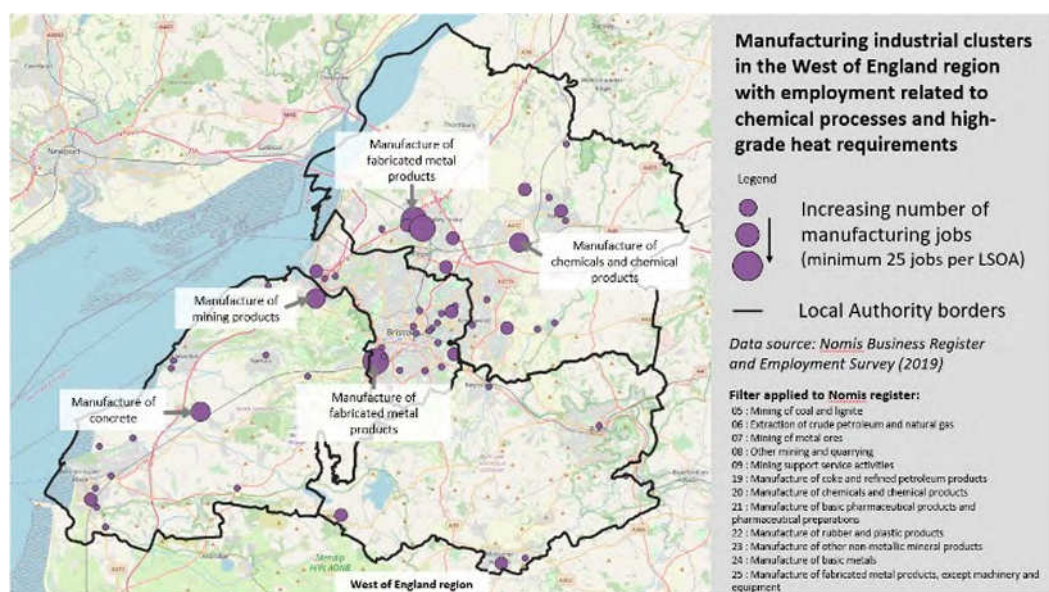 Manufacturing industrial clusters
in the West of England region
with employment related to
chemical processes and high-
grade heat requirements
Legend
Increasing number of
manufacturing jobs
(minimum 25 jobs per LSOA)
Local Authority borders
Data source: Nomis Business Register
and Employment Survey (2019)
Filter applied to Nomis register:
05 : Mining of coal and lignite
06 : Extraction of crude petroleum and natural gas
07 : Mining of metal ores
08 : Other mining and quarrying
09 : Mining support service activities
19 : Manufacture of coke and refined petroleum products
20 : Manufacture of chemicals and chemical products
21 : Manufacture of basic pharmaceutical products and
pharmaceutical preparations
22 : Manufacture of rubber and plastic products
23 : Manufacture of other non-metallic mineral products
24 : Manufacture of basic metals
25 : Manufacture of fabricated metal products, except machinery and
equipment
Manufacture of
fabricated metal
products
Manufacture of
chemicals and chemical
products
Manufacture of
mining products
Manufacture of
concrete
Manufacture of
fabricated metal
products
Newport
Thornbury
Bristol
Mendip
West of England region